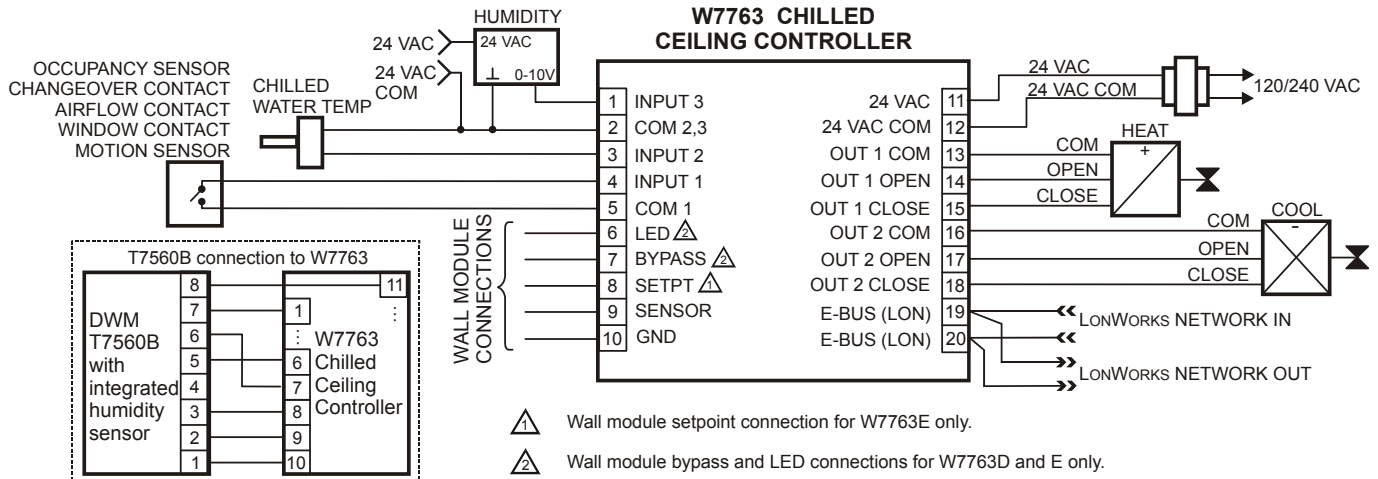 W7763 CHILLED
CEILING CONTROLLER
HUMIDITY
24 VAC
24 VAC
24 VAC
COM
⊥ 0-10V
OCCUPANCY SENSOR
CHANGEOVER CONTACT
AIRFLOW CONTACT
WINDOW CONTACT
MOTION SENSOR
CHILLED
WATER TEMP
1 INPUT 3
2 COM 2,3
3 INPUT 2
4 INPUT 1
5 COM 1
6 LED 2
7 BYPASS 2
8 SETPT 1
9 SENSOR
10 GND
WALL MODULE
CONNECTIONS
24 VAC 11
24 VAC COM 12
OUT 1 COM 13
OUT 1 OPEN 14
OUT 1 CLOSE 15
OUT 2 COM 16
OUT 2 OPEN 17
OUT 2 CLOSE 18
E-BUS (LON) 19
E-BUS (LON) 20
24 VAC
24 VAC COM
120/240 VAC
HEAT
+
COM
OPEN
CLOSE
COOL
-
COM
OPEN
CLOSE
LONWORKS NETWORK IN
LONWORKS NETWORK OUT
T7560B connection to W7763
DWM
T7560B
with
integrated
humidity
sensor
8
7
6
5
4
3
2
1
11
1
⋮
⋮
6
7
8
9
10
W7763
Chilled
Ceiling
Controller
1 Wall module setpoint connection for W7763E only.
2 Wall module bypass and LED connections for W7763D and E only.